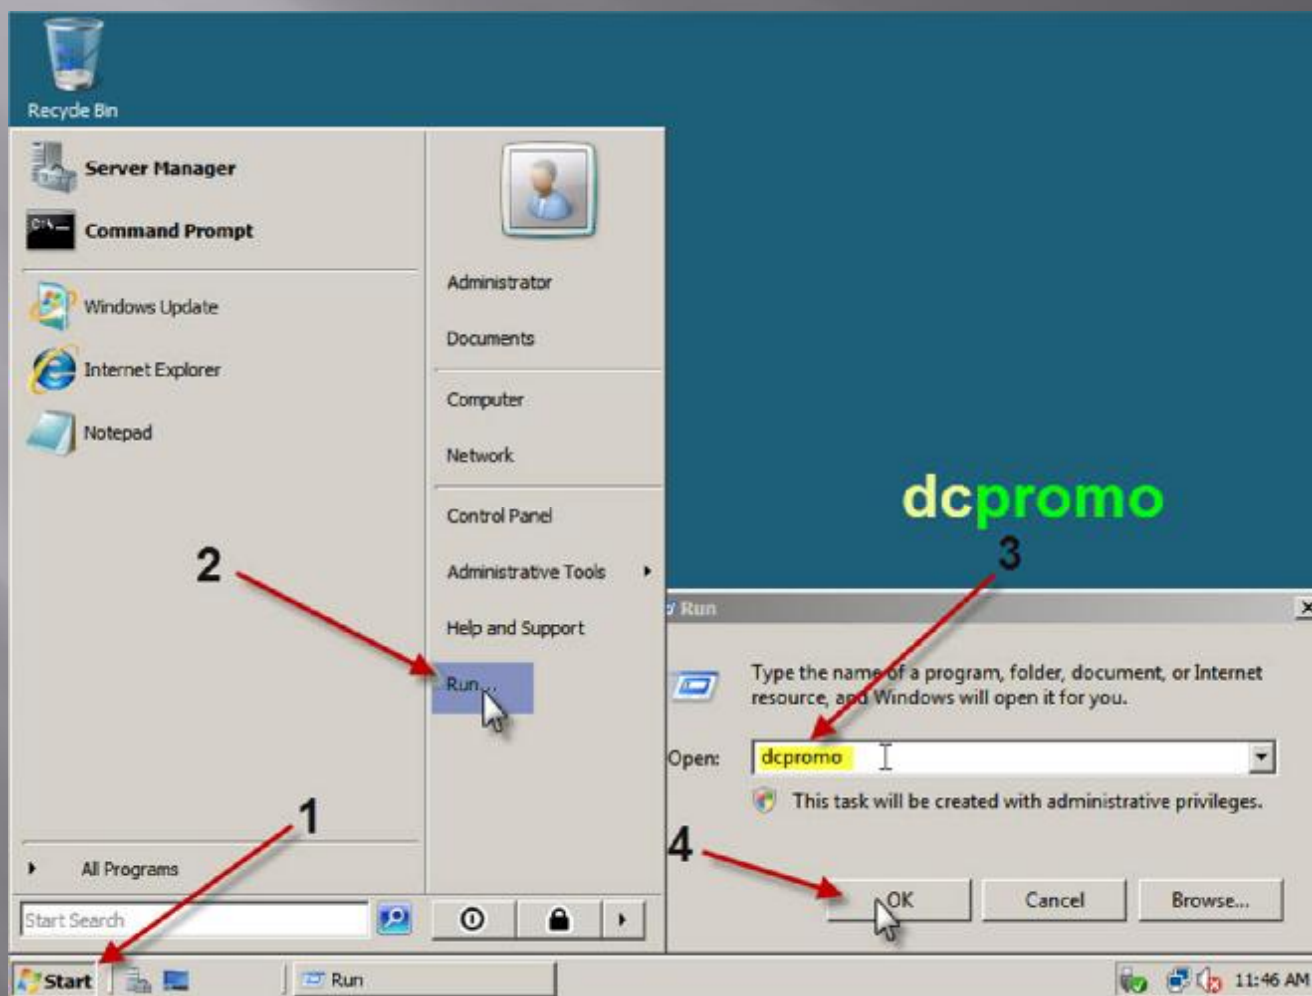 Recycle Bin
Server Manager
Command Prompt
Windows Update
Internet Explorer
Notepad
All Programs
Start Search
Administrator
Documents
Computer
Network
Control Panel
Administrative Tools
Help and Support
Run...
1
2
dcpromo
3
Run
Type the name of a program, folder, document, or Internet
resource, and Windows will open it for you.
Open: dcpromo
This task will be created with administrative privileges.
4
OK Cancel Browse...
Start Run 11:46 AM